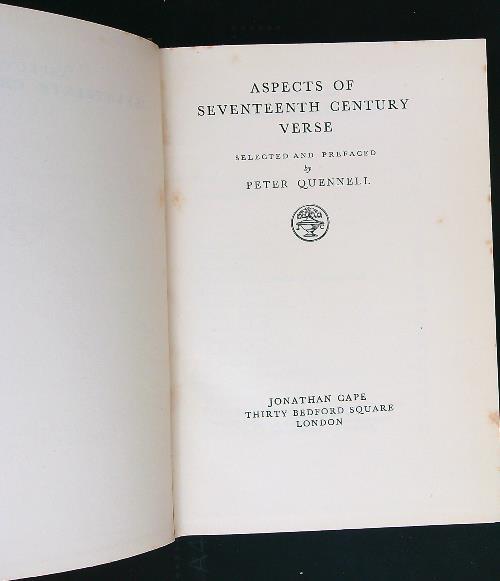 ASPECTS OF
SEVENTEENTH CENTURY
VERSE
SELECTED AND PREFACED
by
PETER QUENNELL
JONATHAN CAPE
THIRTY BEDFORD SQUARE
LONDON